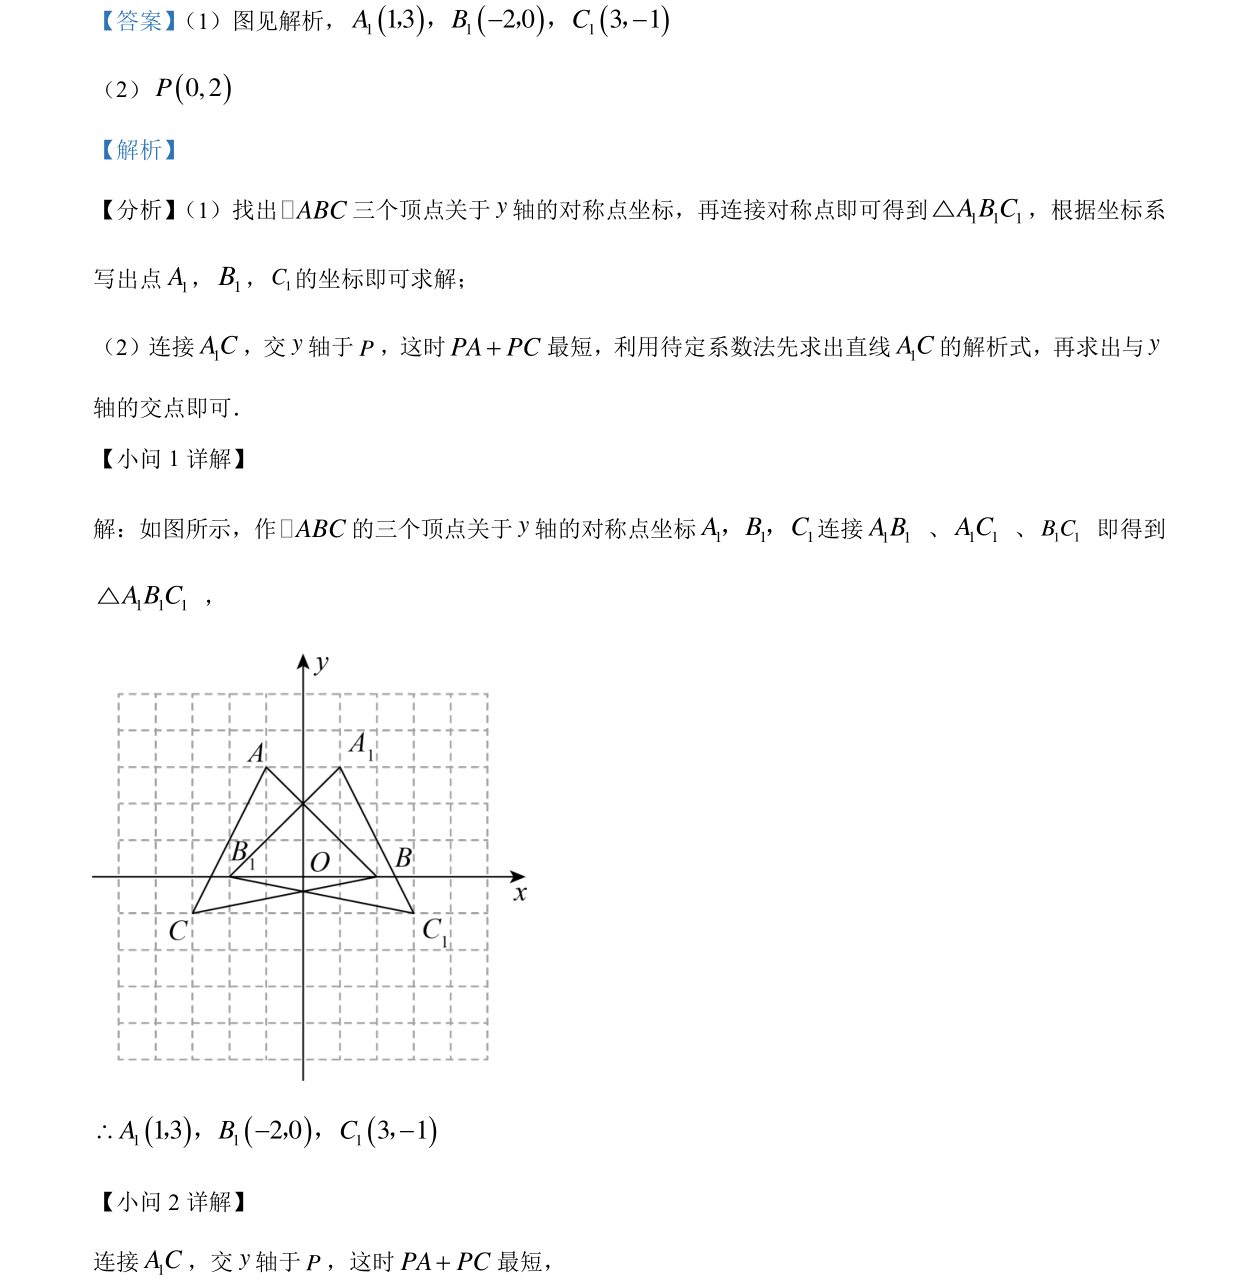 【答案】（1）图见解析，A₁(1,3)，B₁(−2,0)，C₁(3,−1)
（2）P(0,2)
【解析】
【分析】（1）找出□ABC三个顶点关于y轴的对称点坐标，再连接对称点即可得到△A₁B₁C₁，根据坐标系
写出点A₁，B₁，C₁的坐标即可求解；
（2）连接A₁C，交y轴于P，这时PA+PC最短，利用待定系数法先求出直线A₁C的解析式，再求出与y
轴的交点即可．
【小问1详解】
解：如图所示，作□ABC的三个顶点关于y轴的对称点坐标A₁，B₁，C₁连接A₁B₁、A₁C₁、B₁C₁即得到
△A₁B₁C₁，
y
A
A₁
B₁
O
B
x
C
C₁
∴A₁(1,3)，B₁(−2,0)，C₁(3,−1)
【小问2详解】
连接A₁C，交y轴于P，这时PA+PC最短，